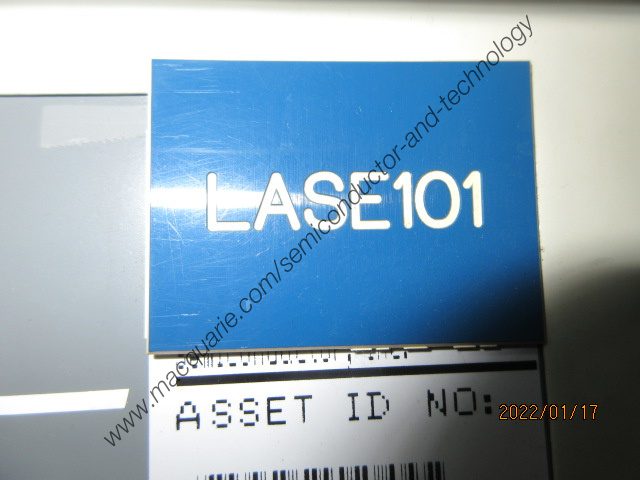 LASE101
www.macquarie.com/semiconductor-and-technology
ASSET ID NO:
2022/01/17